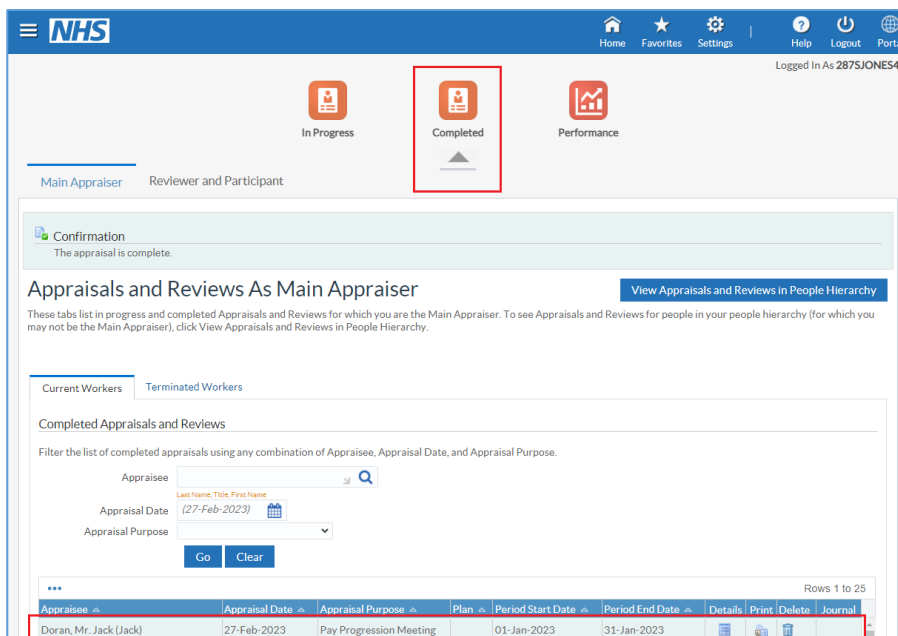 NHS
Home Favorites Settings Help Logout Porta
Logged In As 287SJONES4
In Progress Completed Performance
Main Appraiser Reviewer and Participant
Confirmation
The appraisal is complete.
Appraisals and Reviews As Main Appraiser
View Appraisals and Reviews in People Hierarchy
These tabs list in progress and completed Appraisals and Reviews for which you are the Main Appraiser. To see Appraisals and Reviews for people in your people hierarchy (for which you
may not be the Main Appraiser), click View Appraisals and Reviews in People Hierarchy.
Current Workers Terminated Workers
Completed Appraisals and Reviews
Filter the list of completed appraisals using any combination of Appraisee, Appraisal Date, and Appraisal Purpose.
Appraisee
Last Name, Title, First Name
Appraisal Date (27-Feb-2023)
Appraisal Purpose
Go Clear
Rows 1 to 25
Appraisee Appraisal Date Appraisal Purpose Plan Period Start Date Period End Date Details Print Delete Journal
Doran, Mr. Jack (Jack) 27-Feb-2023 Pay Progression Meeting 01-Jan-2023 31-Jan-2023